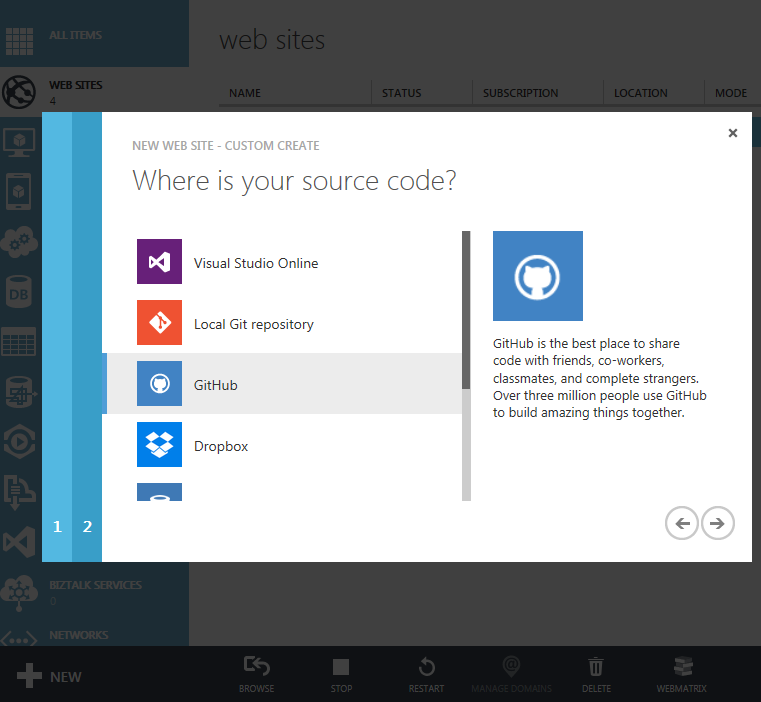 ALL ITEMS
web sites
WEB SITES
4
NAME STATUS SUBSCRIPTION LOCATION MODE
NEW WEB SITE - CUSTOM CREATE
×
Where is your source code?
Visual Studio Online
Local Git repository
GitHub
Dropbox
GitHub is the best place to share
code with friends, co-workers,
classmates, and complete strangers.
Over three million people use GitHub
to build amazing things together.
DB
1 2
BIZTALK SERVICES
0
NETWORKS
NEW
BROWSE STOP RESTART MANAGE DOMAINS DELETE WEBMATRIX